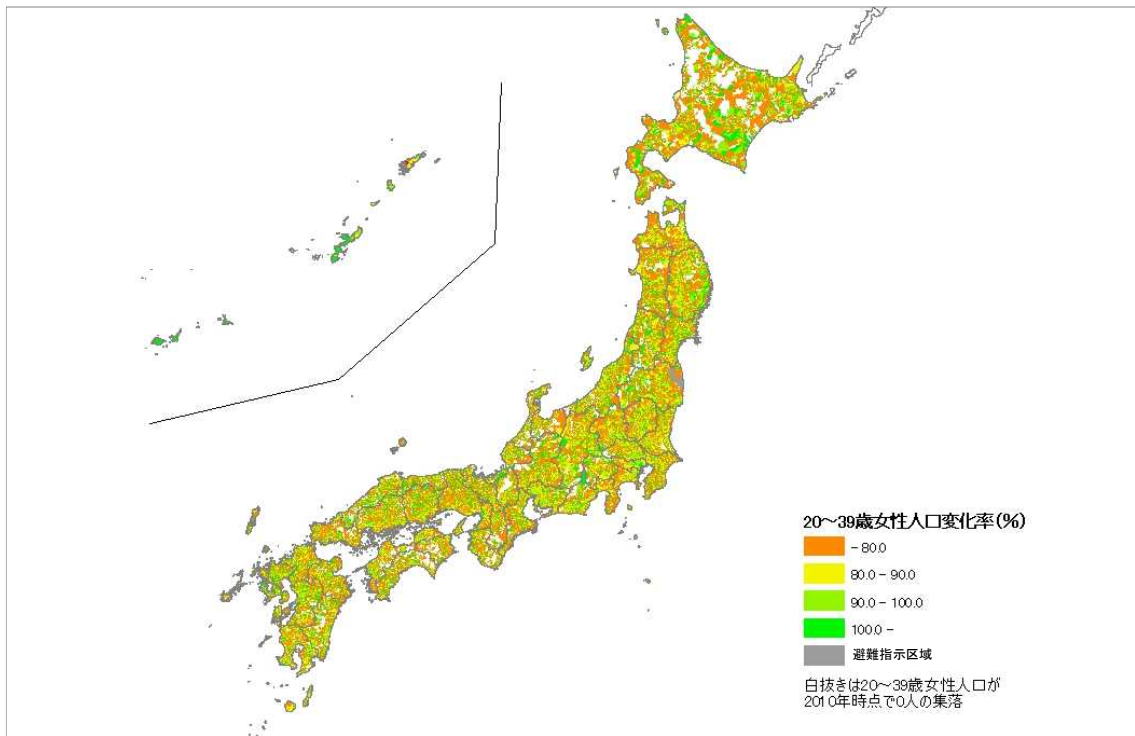 20～39歳女性人口変化率(%)
- 80.0
80.0 - 90.0
90.0 - 100.0
100.0 -
避難指示区域
白抜きは20～39歳女性人口が
2010年時点で0人の集落